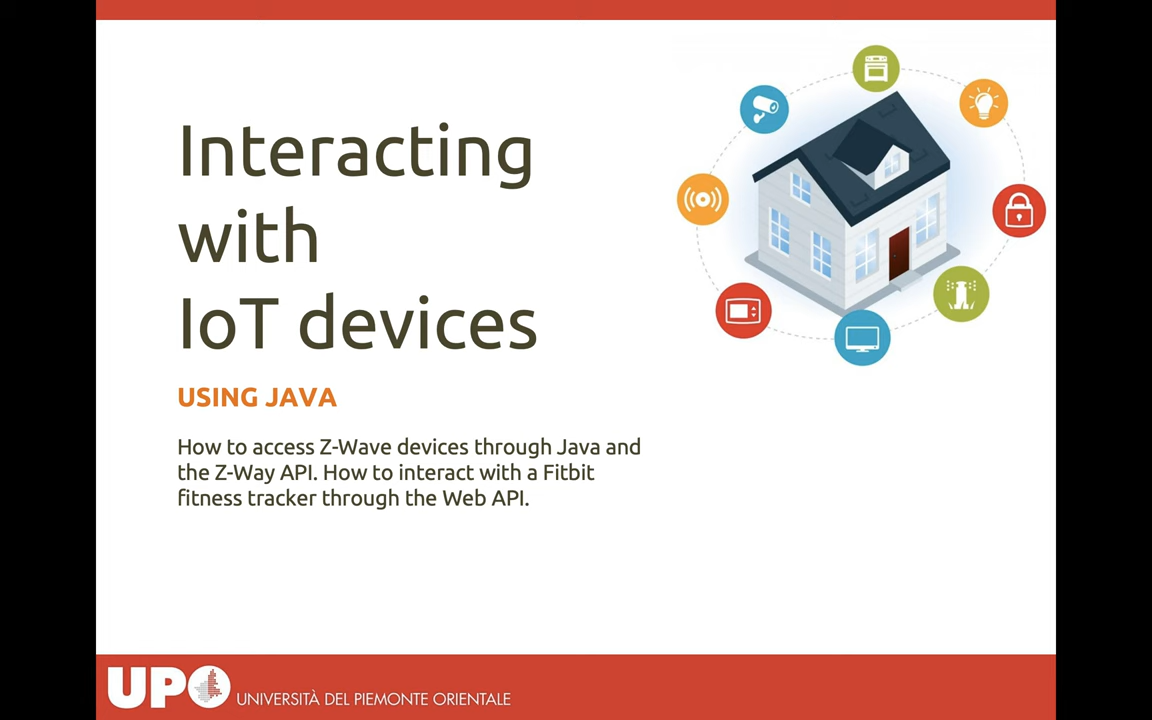 Interacting
with
IoT devices
USING JAVA
How to access Z-Wave devices through Java and
the Z-Way API. How to interact with a Fitbit
fitness tracker through the Web API.
UPO UNIVERSITÀ DEL PIEMONTE ORIENTALE